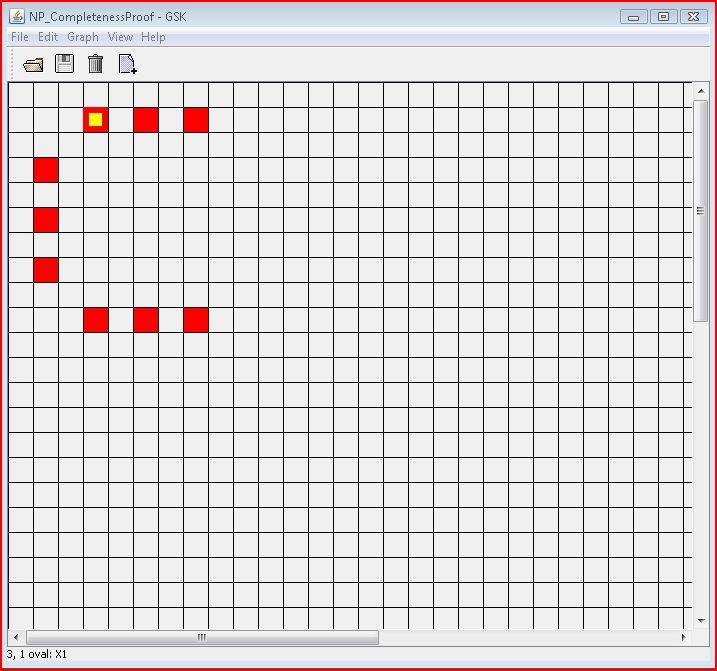 NP_CompletenessProof - GSK
File Edit Graph View Help
3, 1 oval: X1